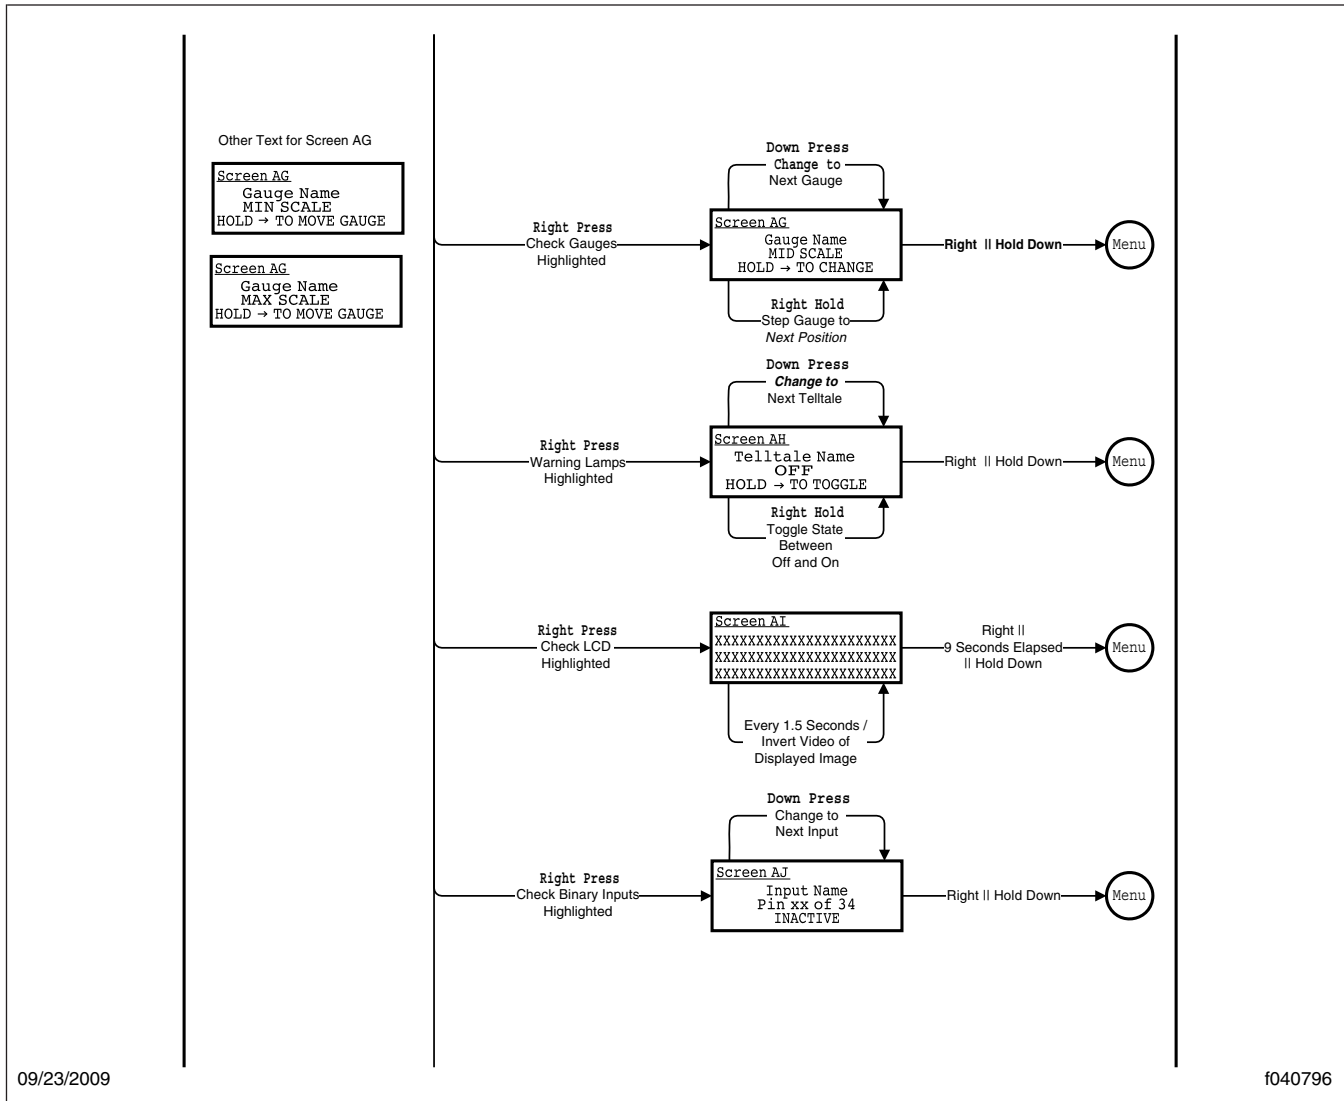 Other Text for Screen AG
Screen AG
Gauge Name
MIN SCALE
HOLD → TO MOVE GAUGE
Screen AG
Gauge Name
MAX SCALE
HOLD → TO MOVE GAUGE
Right Press
Check Gauges
Highlighted
Down Press
Change to
Next Gauge
Screen AG
Gauge Name
MID SCALE
HOLD → TO CHANGE
Right Hold
Step Gauge to
Next Position
Right || Hold Down
Menu
Right Press
Warning Lamps
Highlighted
Down Press
Change to
Next Telltale
Screen AH
Telltale Name
OFF
HOLD → TO TOGGLE
Right Hold
Toggle State
Between
Off and On
Right || Hold Down
Menu
Right Press
Check LCD
Highlighted
Screen AI
XXXXXXXXXXXXXXXXXXXXXX
XXXXXXXXXXXXXXXXXXXXXX
XXXXXXXXXXXXXXXXXXXXXX
Every 1.5 Seconds /
Invert Video of
Displayed Image
Right ||
9 Seconds Elapsed
|| Hold Down
Menu
Right Press
Check Binary Inputs
Highlighted
Down Press
Change to
Next Input
Screen AJ
Input Name
Pin xx of 34
INACTIVE
Right || Hold Down
Menu
09/23/2009
f040796